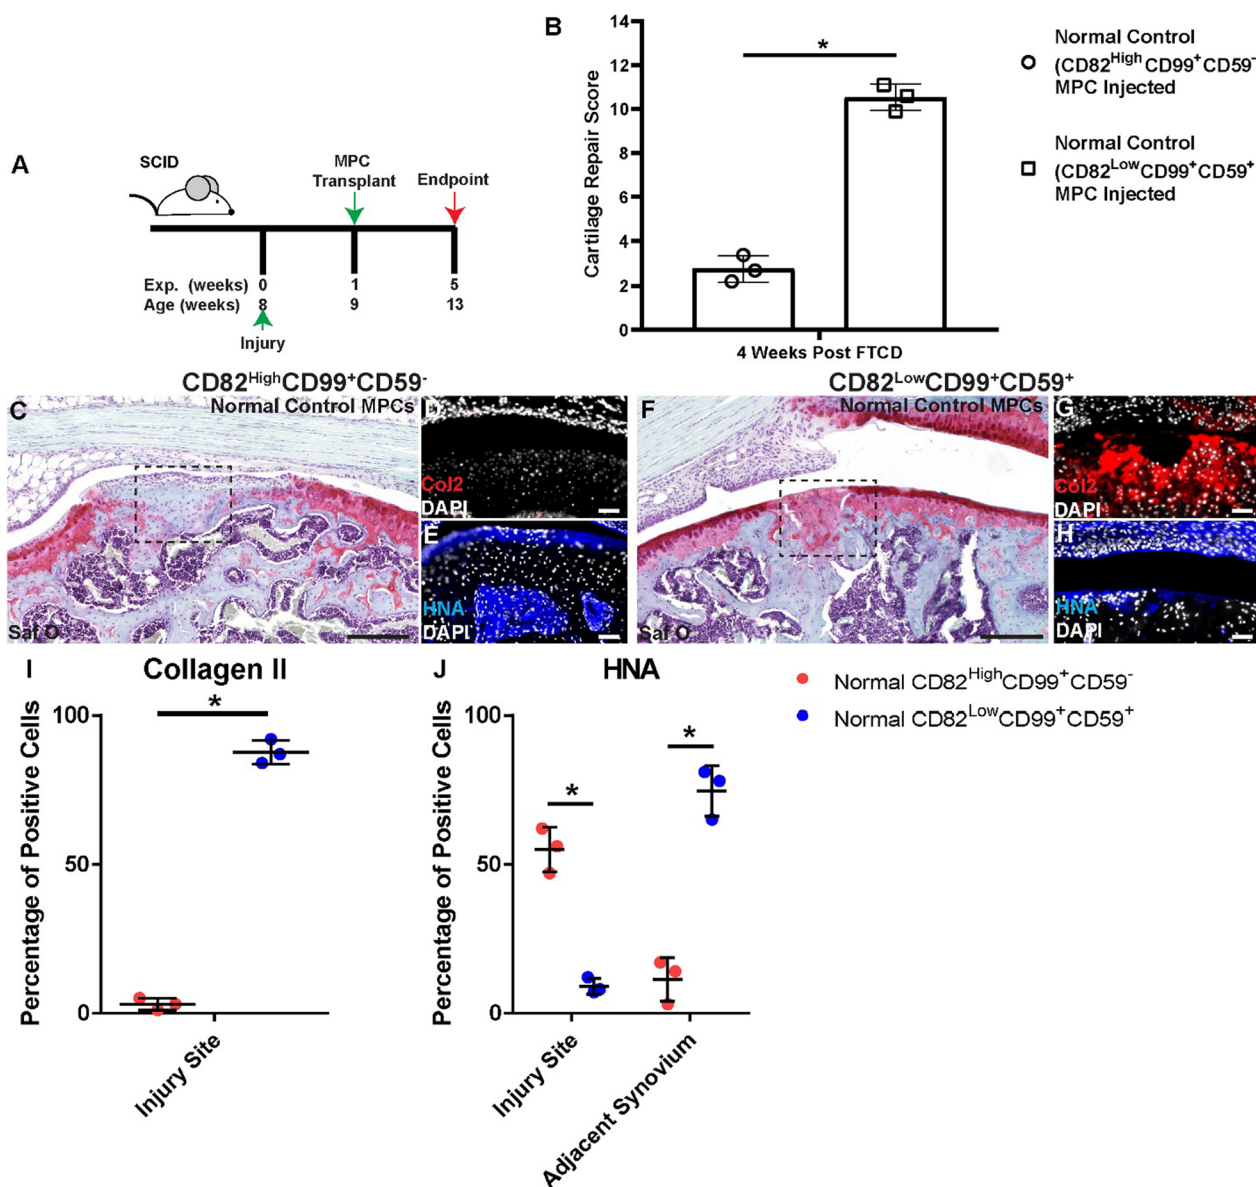 A
SCID
MPC
Transplant
Endpoint
Exp. (weeks) 0 1 5
Age (weeks) 8 9 13
Injury
B
Cartilage Repair Score
14
12
10
8
6
4
2
0
*
4 Weeks Post FTCD
Normal Control
(CD82HighCD99+CD59-
MPC Injected
Normal Control
(CD82LowCD99+CD59+
MPC Injected
CD82HighCD99+CD59-
C
Normal Control MPCs
Saf O
D
Col2
DAPI
E
HNA
DAPI
CD82LowCD99+CD59+
F
Normal Control MPCs
Saf O
G
Col2
DAPI
H
HNA
DAPI
I
Collagen II
Percentage of Positive Cells
100
50
0
*
Injury Site
J
HNA
Percentage of Positive Cells
100
50
0
*
*
Injury Site
Adjacent Synovium
Normal CD82HighCD99+CD59-
Normal CD82LowCD99+CD59+